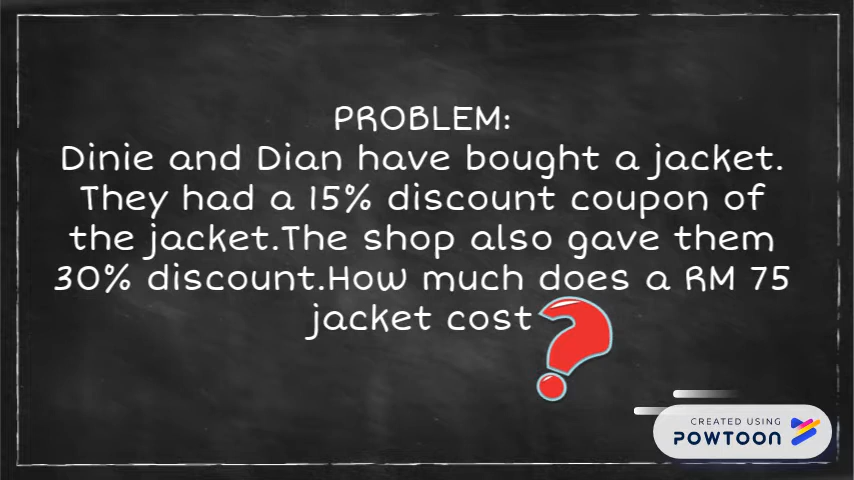 PROBLEM:
Dinie and Dian have bought a jacket.
They had a 15% discount coupon of
the jacket.The shop also gave them
30% discount.How much does a RM 75
jacket cost?
CREATED USING
POWTOON